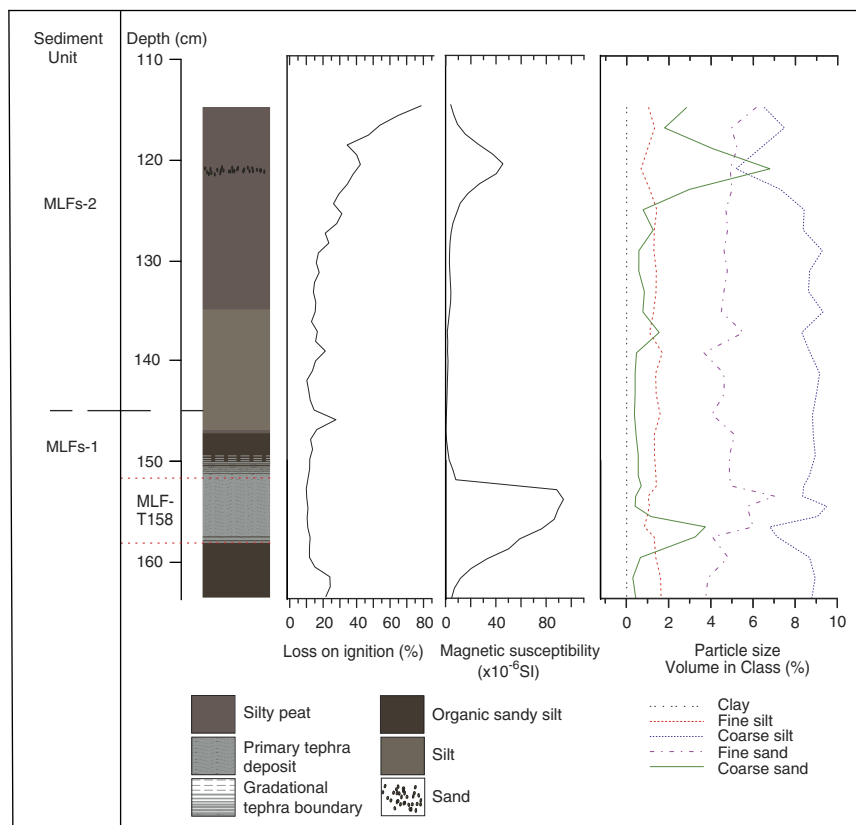 Sediment
Unit
Depth (cm)
110
120
MLFs-2
130
140
MLFs-1
150
MLF-
T158
160
0 20 40 60 80
Loss on ignition (%)
0 40 80
Magnetic susceptibility
(x10-6SI)
0 2 4 6 8 10
Particle size
Volume in Class (%)
Silty peat
Organic sandy silt
Primary tephra
deposit
Silt
Gradational
tephra boundary
Sand
Clay
Fine silt
Coarse silt
Fine sand
Coarse sand